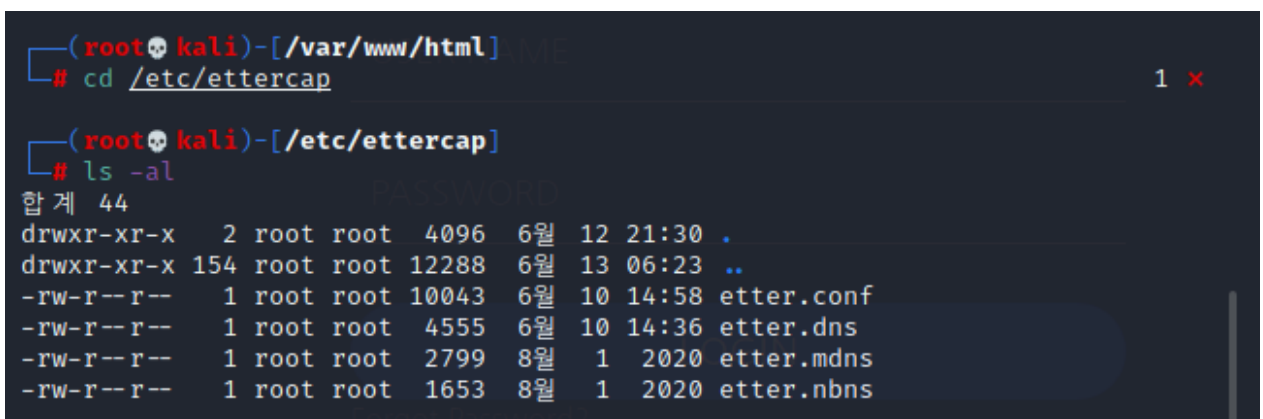 (root💀kali)-[/var/www/html]
# cd /etc/ettercap 1 ⨯
(root💀kali)-[/etc/ettercap]
# ls -al
합계 44
drwxr-xr-x 2 root root 4096 6월 12 21:30 .
drwxr-xr-x 154 root root 12288 6월 13 06:23 ..
-rw-r--r-- 1 root root 10043 6월 10 14:58 etter.conf
-rw-r--r-- 1 root root 4555 6월 10 14:36 etter.dns
-rw-r--r-- 1 root root 2799 8월 1 2020 etter.mdns
-rw-r--r-- 1 root root 1653 8월 1 2020 etter.nbns
PASSWORD
LOGIN